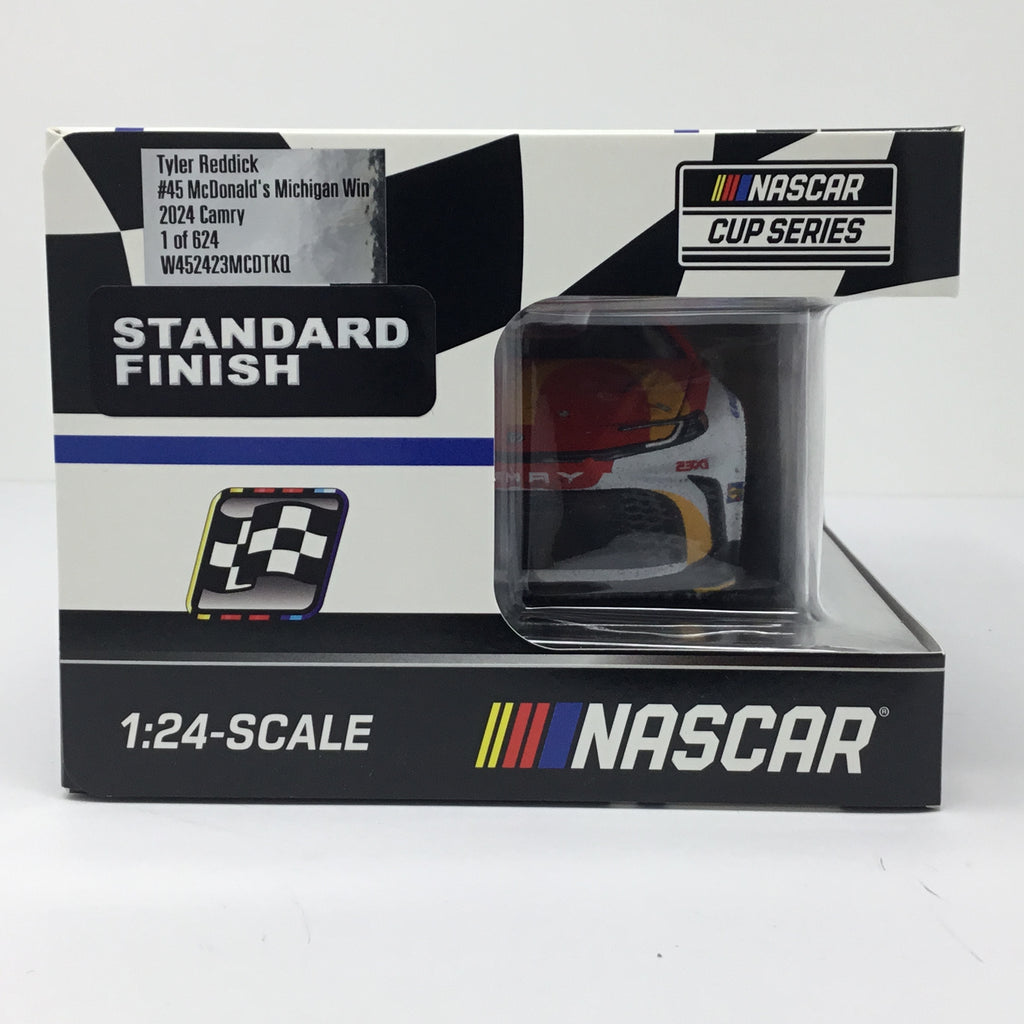 Tyler Reddick
#45 McDonald's Michigan Win
2024 Camry
1 of 624
W452423MCDTKQ
NASCAR
CUP SERIES
STANDARD
FINISH
23XI
MRY
1:24-SCALE
NASCAR®